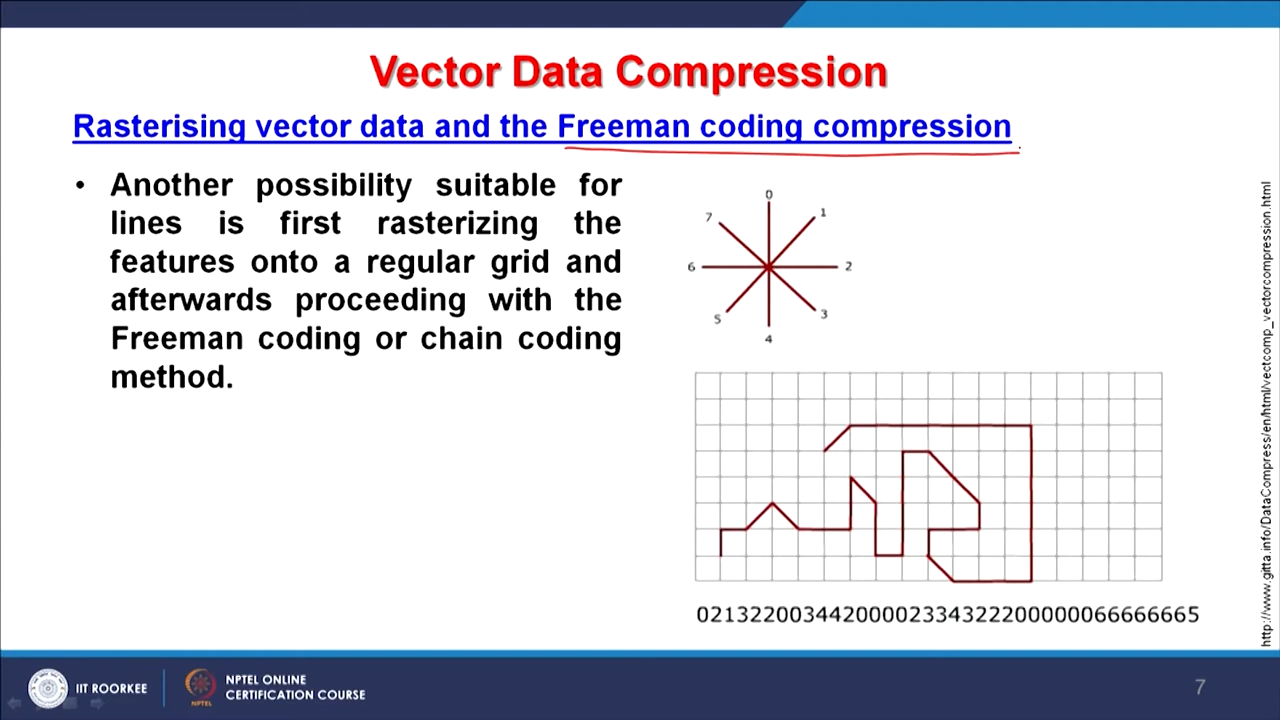 Vector Data Compression
Rasterising vector data and the Freeman coding compression
• Another possibility suitable for
lines is first rasterizing the
features onto a regular grid and
afterwards proceeding with the
Freeman coding or chain coding
method.
0
7 1
6 2
5 3
4
0213220034420000233432220000006666665
http://www.gitta.info/DataCompress/en/html/vectcomp_vectorcompression.html
IIT ROORKEE
NPTEL ONLINE
CERTIFICATION COURSE
NPTEL
7